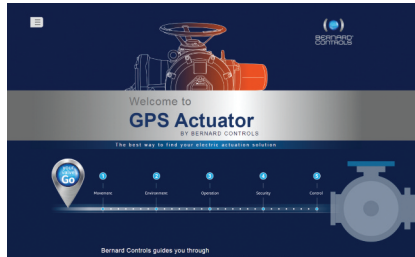 BERNARD
CONTROLS
Welcome to
GPS Actuator
BY BERNARD CONTROLS
The best way to find your electric actuation solution
Go
1
2
3
4
5
Movement
Environment
Operation
Security
Control
Bernard Controls guides you through